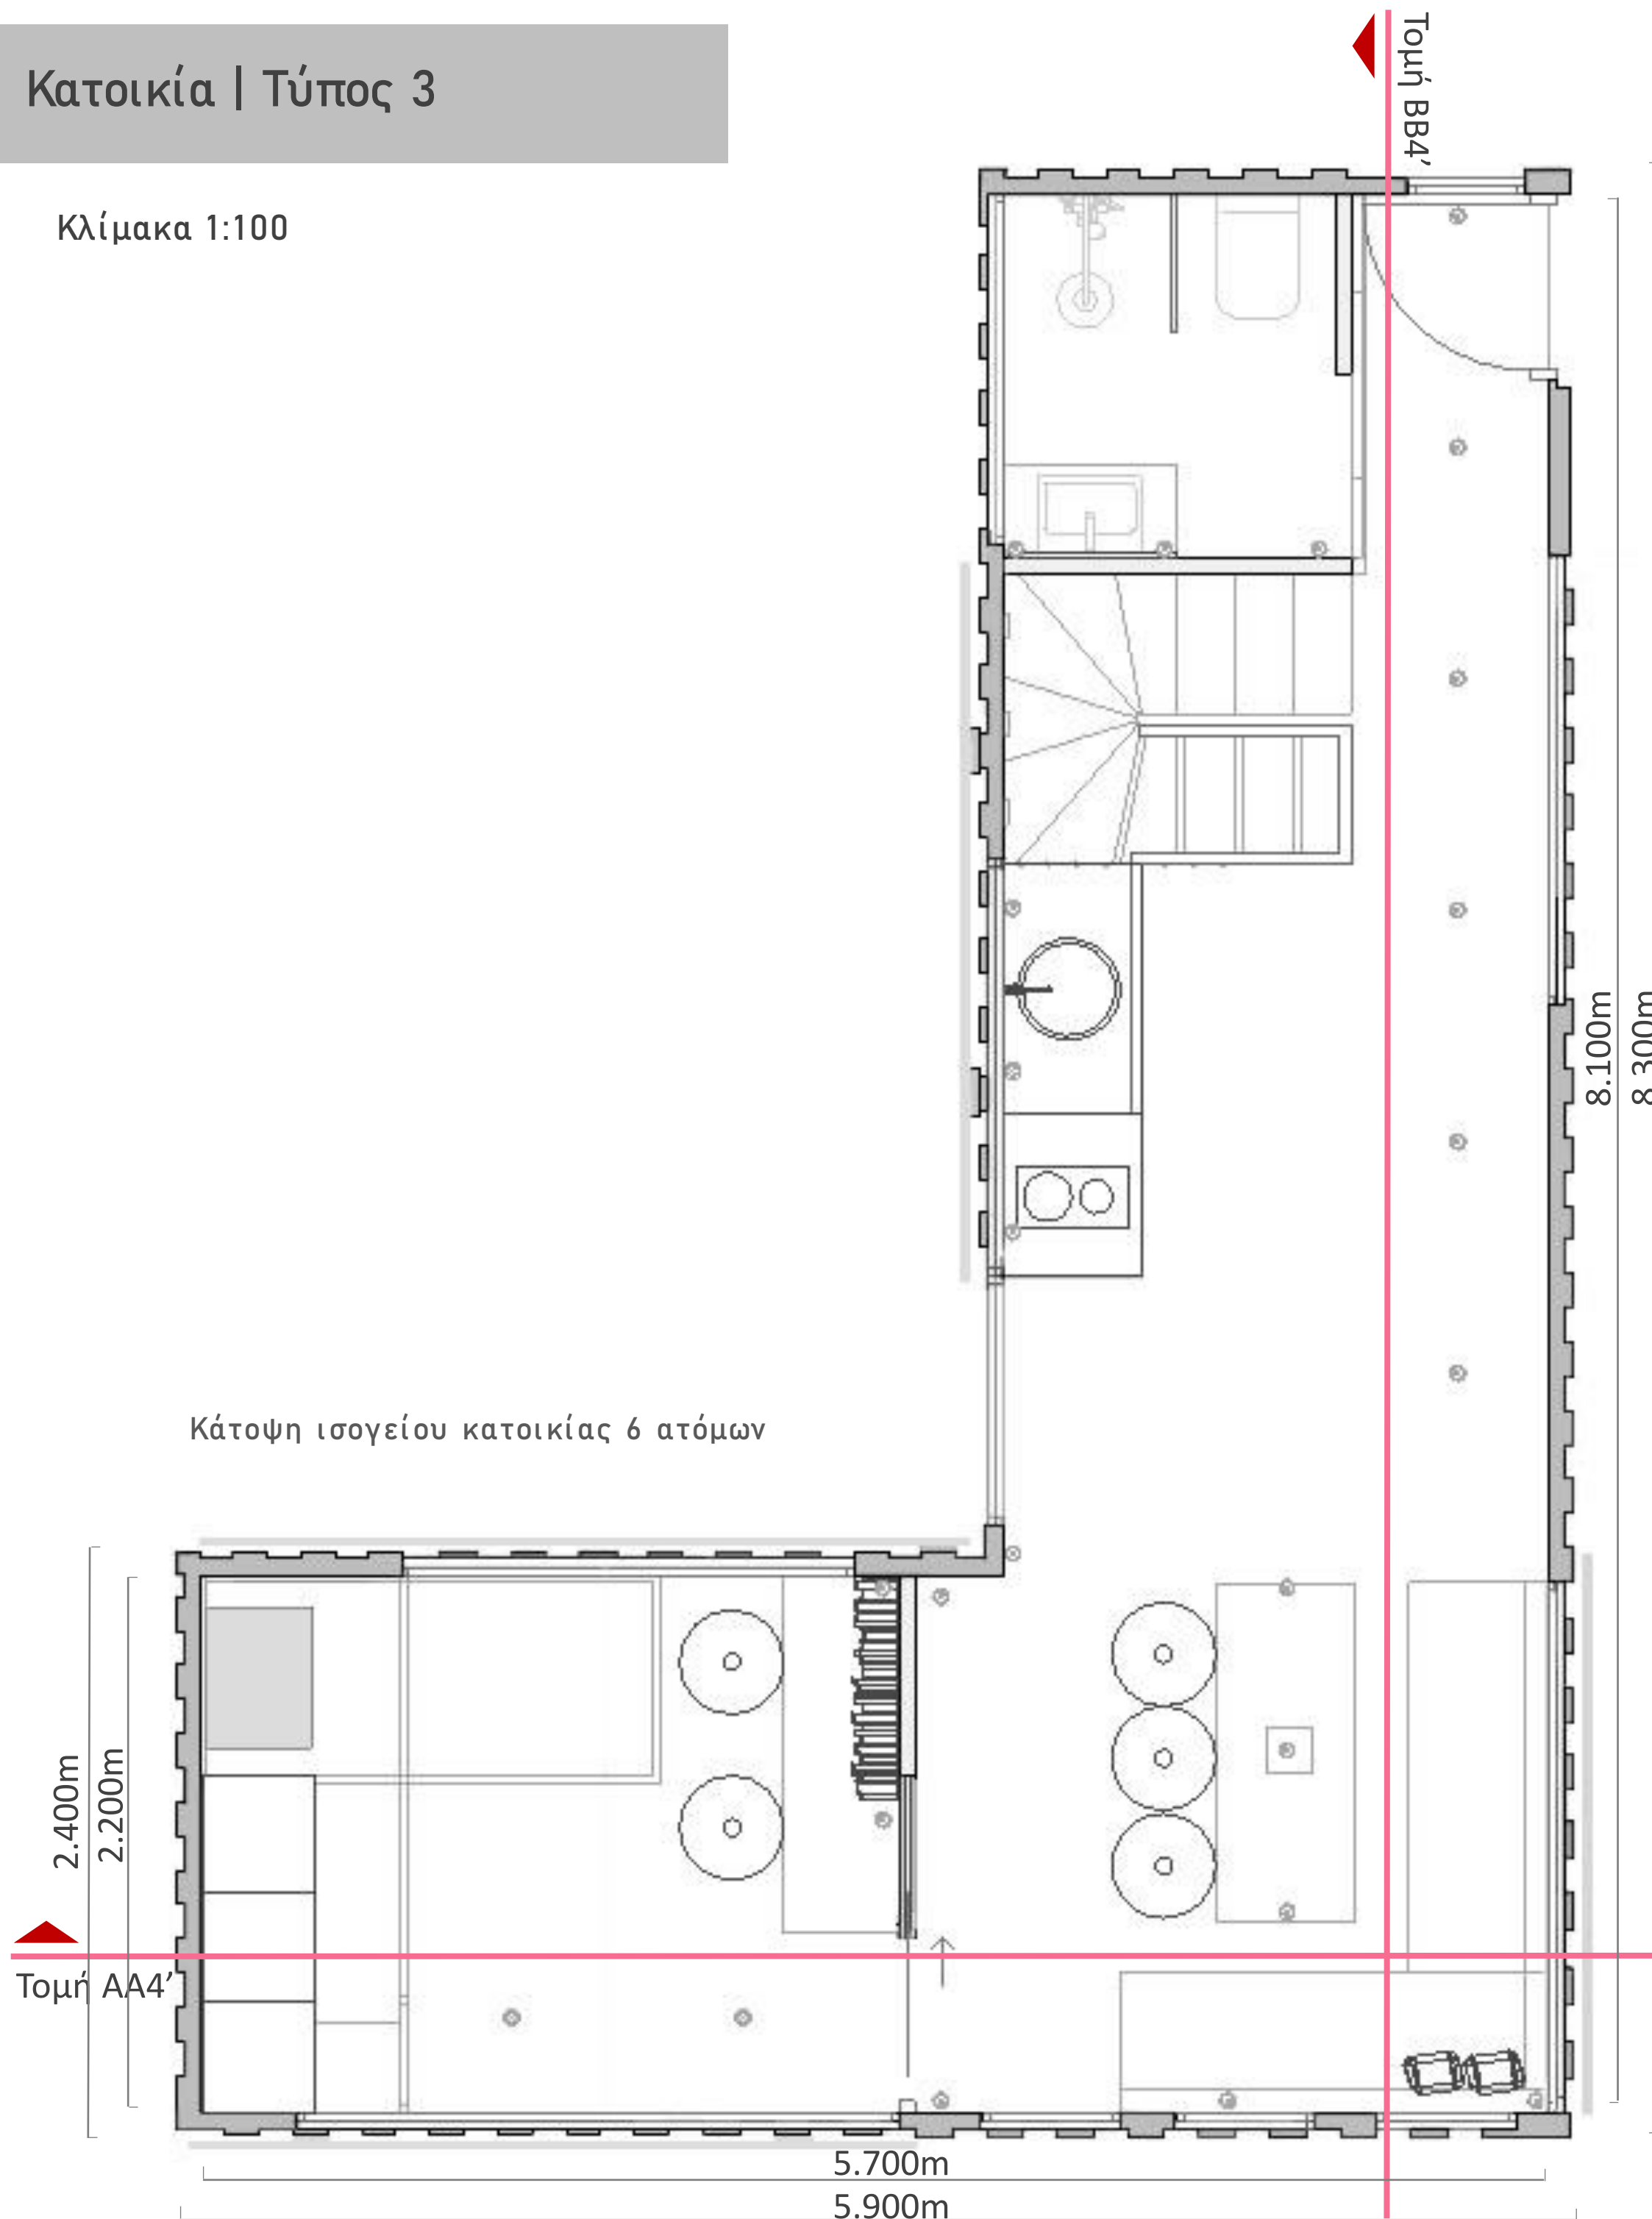 Κατοικία | Τύπος 3
Τομή ΒΒ4’
Κλίμακα 1:100
8.100m
8.300m
Κάτοψη ισογείου κατοικίας 6 ατόμων
2.400m
2.200m
Τομή ΑΑ4’
5.700m
5.900m